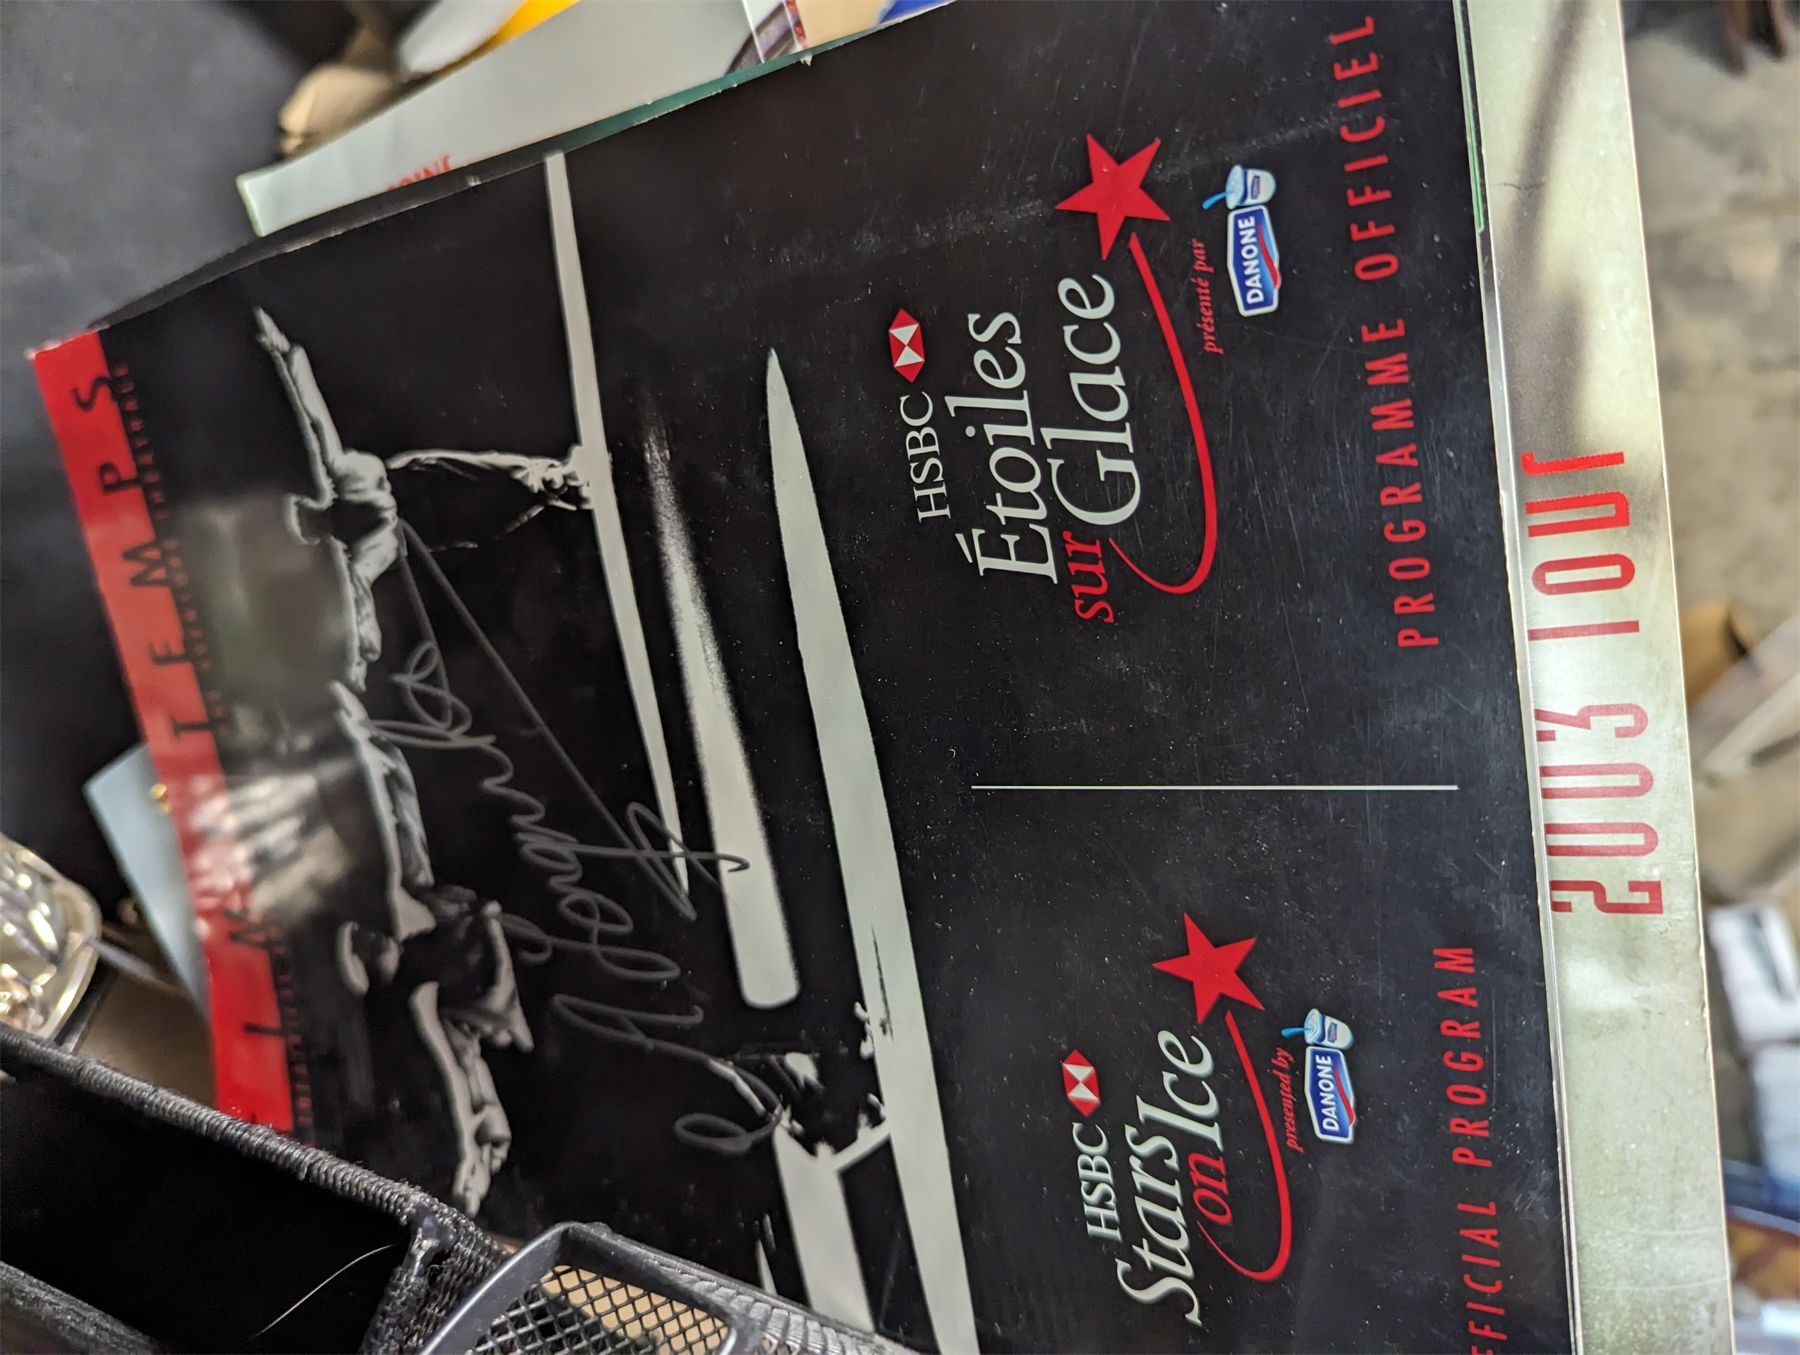 TEMPS
HSBC
Stars
on Ice
presented by
DANONE
FFICIAL PROGRAM
HSBC
Étoiles
sur Glace
présenté par
DANONE
PROGRAMME OFFICIEL
2003 TOUR